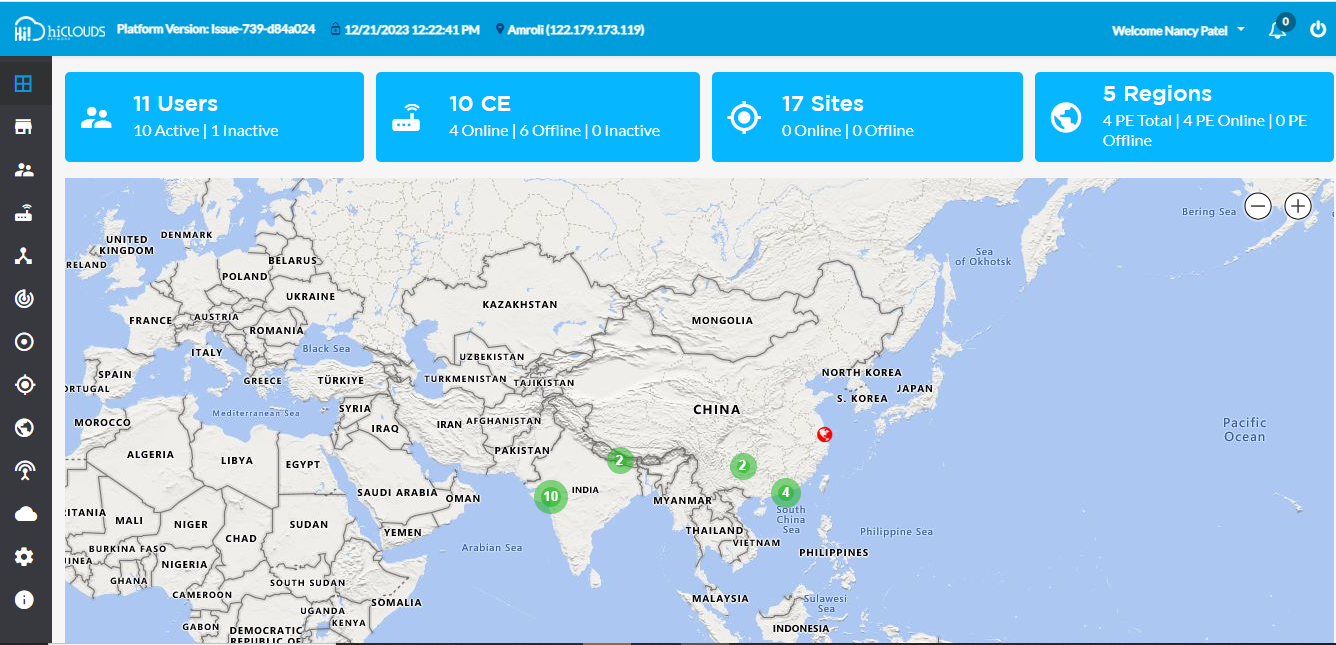 hiCLOUDS
NETWORK
Platform Version: Issue-739-d84a024
12/21/2023 12:22:41 PM
Amroli (122.179.173.119)
Welcome Nancy Patel
0
11 Users
10 Active | 1 Inactive
10 CE
4 Online | 6 Offline | 0 Inactive
17 Sites
0 Online | 0 Offline
5 Regions
4 PE Total | 4 PE Online | 0 PE
Offline
Bering Sea
UNITED
KINGDOM
DENMARK
RELAND
BELARUS
Sea
of Okhotsk
POLAND
UKRAINE
KAZAKHSTAN
FRANCE
AUSTRIA
MONGOLIA
ROMANIA
ITALY
Black Sea
UZBEKISTAN
SPAIN
ORTUGAL
GREECE
TÜRKIYE
TURKMENISTAN
TAJIKISTAN
NORTH KOREA
JAPAN
S. KOREA
Mediterranean Sea
SYRIA
CHINA
MOROCCO
IRAQ
IRAN
AFGHANISTAN
Pacific
Ocean
ALGERIA
LIBYA
EGYPT
PAKISTAN
2
2
SAUDI ARABIA
OMAN
10
INDIA
4
MYANMAR
South
China
Sea
ITANIA
MALI
NIGER
CHAD
SUDAN
YEMEN
THAILAND
VIETNAM
Philippine Sea
PHILIPPINES
BURKINA FASO
INEA
NIGERIA
Arabian Sea
GHANA
SOUTH SUDAN
CAMEROON
SOMALIA
MALAYSIA
Sulawesi
Sea
UGANDA
KENYA
GABON
DEMOCRATIC
REPUBLIC OF
INDONESIA